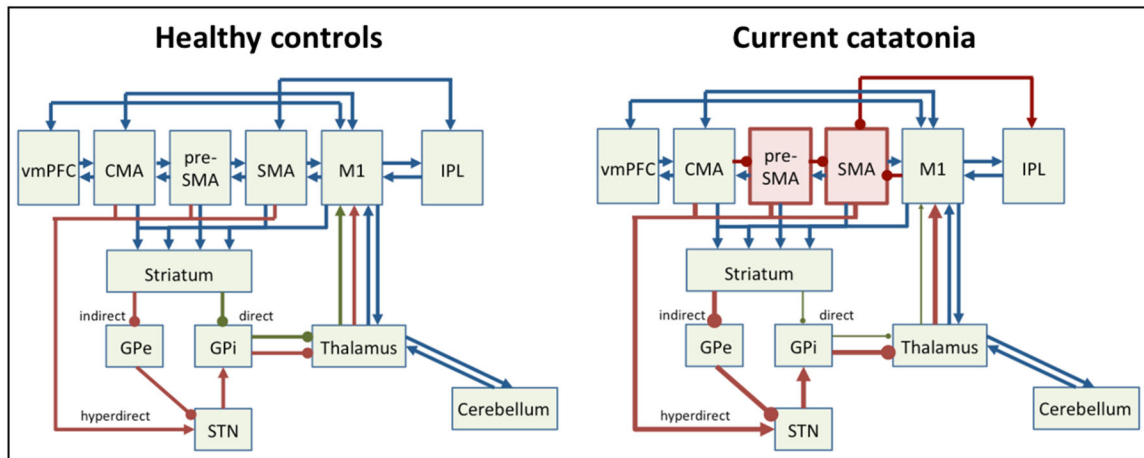 Healthy controls
vmPFC
CMA
pre-
SMA
SMA
M1
IPL
Striatum
indirect
direct
GPe
GPi
Thalamus
Cerebellum
hyperdirect
STN
Current catatonia
vmPFC
CMA
pre-
SMA
SMA
M1
IPL
Striatum
indirect
direct
GPe
GPi
Thalamus
Cerebellum
hyperdirect
STN